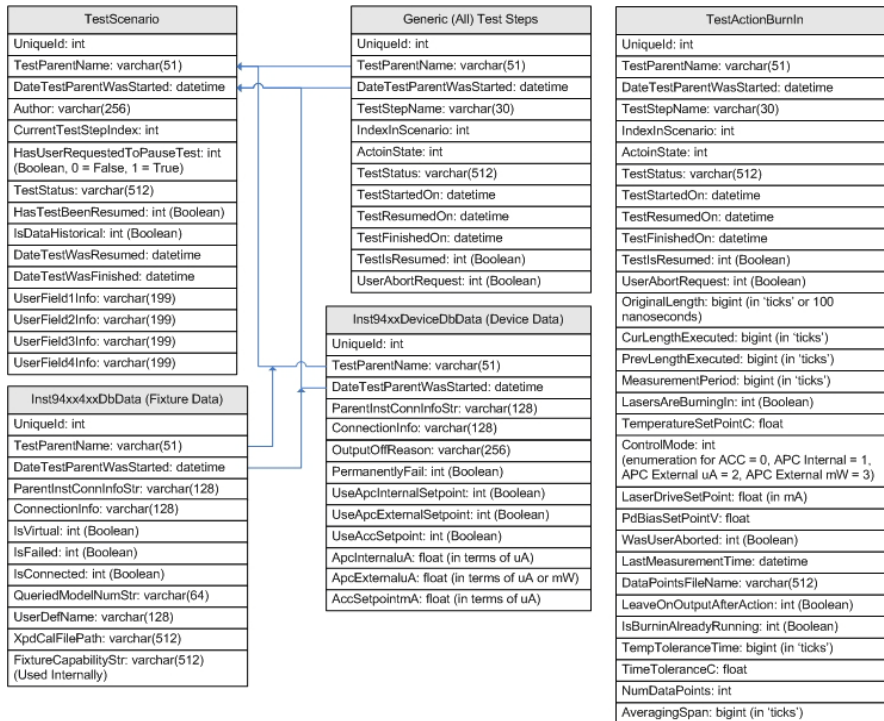 TestScenario
UniqueId: int
TestParentName: varchar(51)
DateTestParentWasStarted: datetime
Author: varchar(256)
CurrentTestStepIndex: int
HasUserRequestedToPauseTest: int
(Boolean, 0 = False, 1 = True)
TestStatus: varchar(512)
HasTestBeenResumed: int (Boolean)
IsDataHistorical: int (Boolean)
DateTestWasResumed: datetime
DateTestWasFinished: datetime
UserField1Info: varchar(199)
UserField2Info: varchar(199)
UserField3Info: varchar(199)
UserField4Info: varchar(199)
Inst94xx4xxDbData (Fixture Data)
UniqueId: int
TestParentName: varchar(51)
DateTestParentWasStarted: datetime
ParentInstConnInfoStr: varchar(128)
ConnectionInfo: varchar(128)
IsVirtual: int (Boolean)
IsFailed: int (Boolean)
IsConnected: int (Boolean)
QueriedModelNumStr: varchar(64)
UserDefName: varchar(128)
XpdCalFilePath: varchar(512)
FixtureCapabilityStr: varchar(512)
(Used Internally)
Generic (All) Test Steps
UniqueId: int
TestParentName: varchar(51)
DateTestParentWasStarted: datetime
TestStepName: varchar(30)
IndexInScenario: int
ActoinState: int
TestStatus: varchar(512)
TestStartedOn: datetime
TestResumedOn: datetime
TestFinishedOn: datetime
TestIsResumed: int (Boolean)
UserAbortRequest: int (Boolean)
Inst94xxDeviceDbData (Device Data)
UniqueId: int
TestParentName: varchar(51)
DateTestParentWasStarted: datetime
ParentInstConnInfoStr: varchar(128)
ConnectionInfo: varchar(128)
OutputOffReason: varchar(256)
PermanentlyFail: int (Boolean)
UseApcInternalSetpoint: int (Boolean)
UseApcExternalSetpoint: int (Boolean)
UseAccSetpoint: int (Boolean)
ApcInternaluA: float (in terms of uA)
ApcExternaluA: float (in terms of uA or mW)
AccSetpointmA: float (in terms of uA)
TestActionBurnIn
UniqueId: int
TestParentName: varchar(51)
DateTestParentWasStarted: datetime
TestStepName: varchar(30)
IndexInScenario: int
ActoinState: int
TestStatus: varchar(512)
TestStartedOn: datetime
TestResumedOn: datetime
TestFinishedOn: datetime
TestIsResumed: int (Boolean)
UserAbortRequest: int (Boolean)
OriginalLength: bigint (in ‘ticks’ or 100
nanoseconds)
CurLengthExecuted: bigint (in ‘ticks’)
PrevLengthExecuted: bigint (in ‘ticks’)
MeasurementPeriod: bigint (in ‘ticks’)
LasersAreBurningIn: int (Boolean)
TemperatureSetPointC: float
ControlMode: int
(enumeration for ACC = 0, APC Internal = 1,
APC External uA = 2, APC External mW = 3)
LaserDriveSetPoint: float (in mA)
PdBiasSetPointV: float
WasUserAborted: int (Boolean)
LastMeasurementTime: datetime
DataPointsFileName: varchar(512)
LeaveOnOutputAfterAction: int (Boolean)
IsBurninAlreadyRunning: int (Boolean)
TempToleranceTime: bigint (in ‘ticks’)
TimeToleranceC: float
NumDataPoints: int
AveragingSpan: bigint (in ‘ticks’)